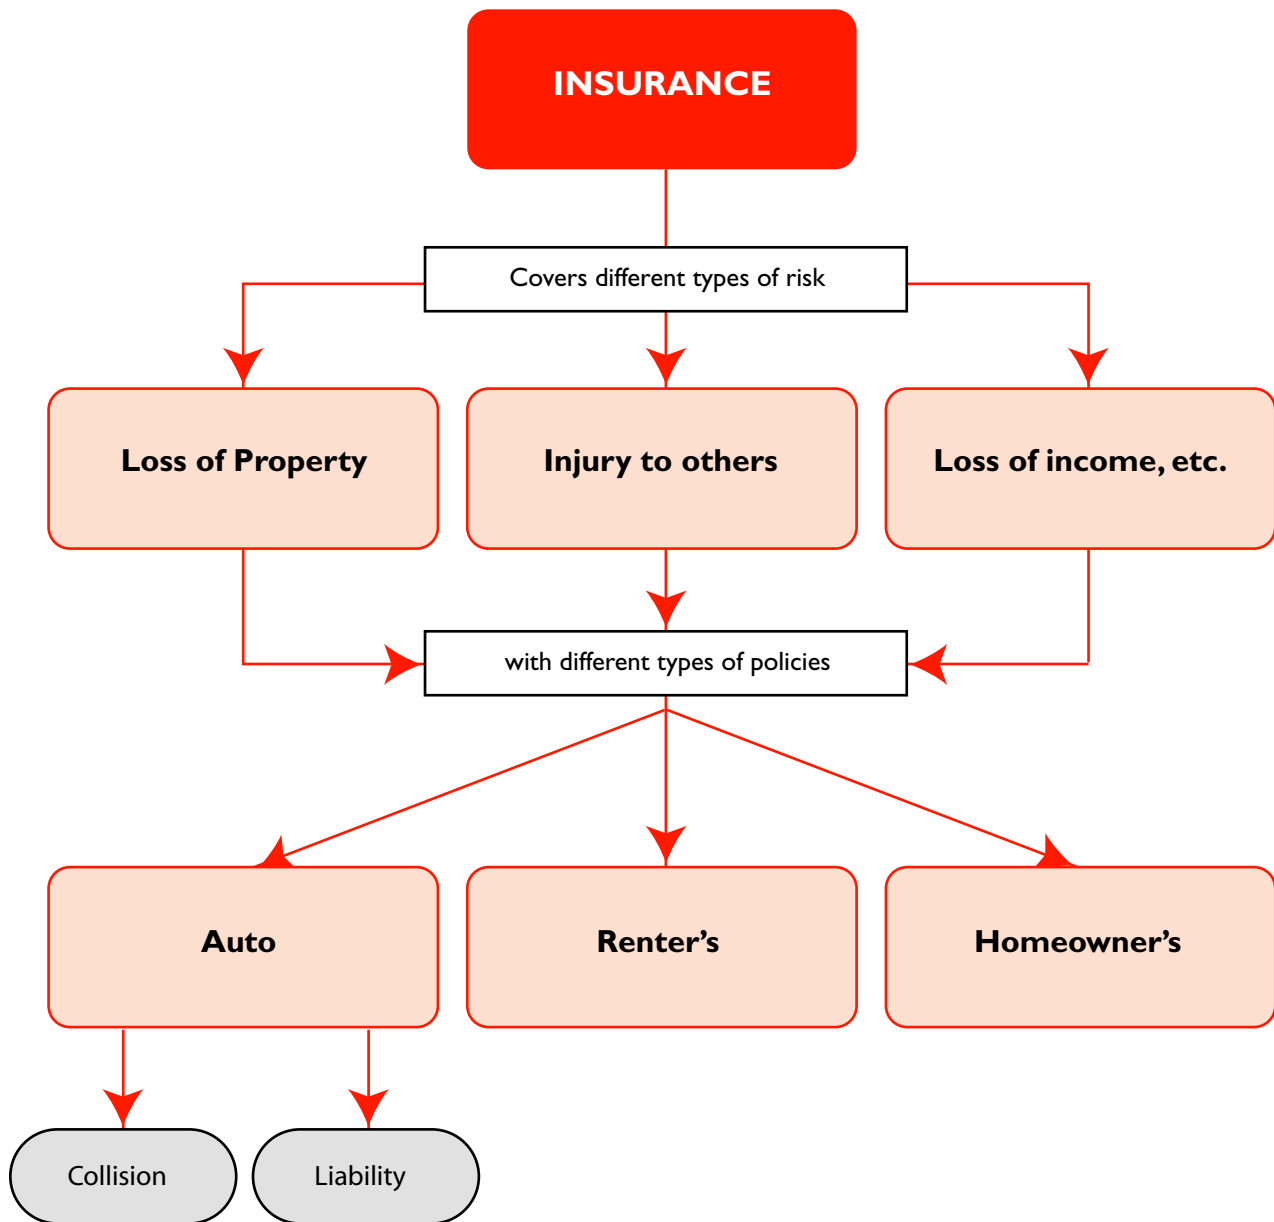 INSURANCE
Covers different types of risk
Loss of Property
Injury to others
Loss of income, etc.
with different types of policies
Auto
Renter’s
Homeowner’s
Collision
Liability